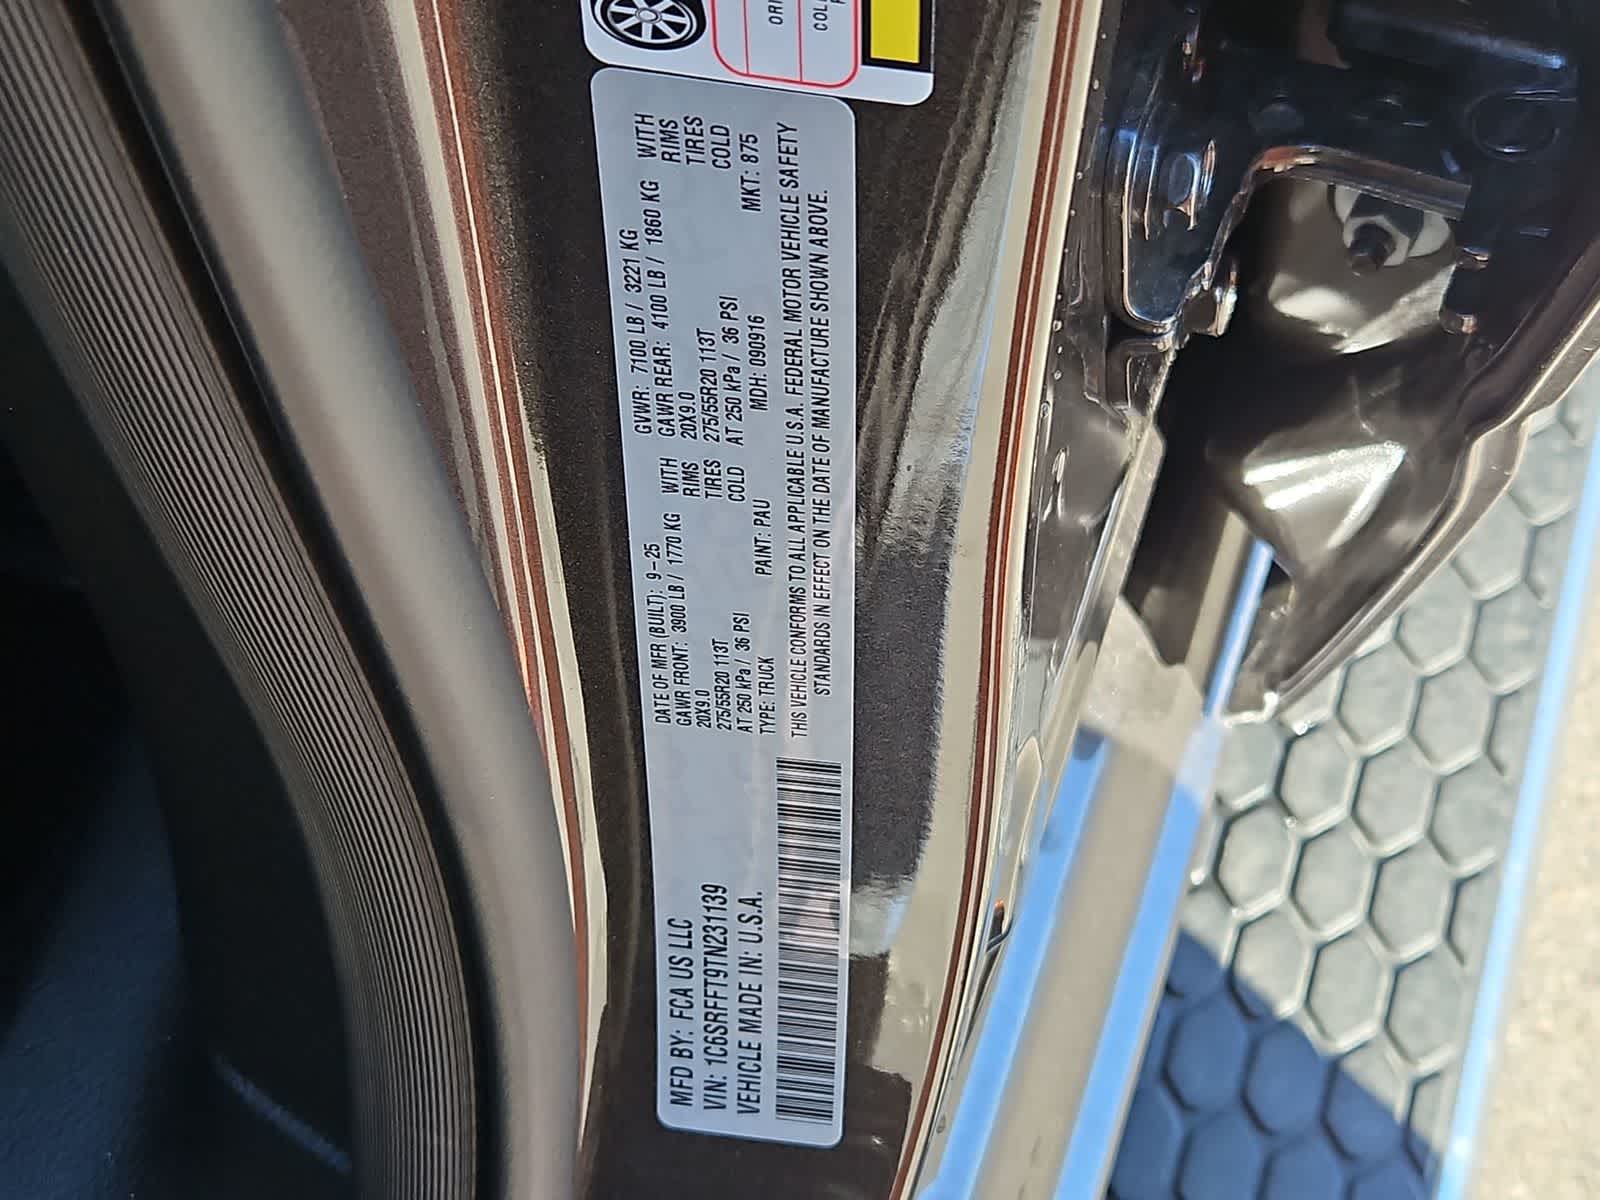 ORI
COL
MFD BY: FCA US LLC
VIN: 1C6SRFFT9TN231139
VEHICLE MADE IN: U.S.A.
DATE OF MFR (BUILT): 9-25
GAWR FRONT: 3900 LB / 1770 KG WITH
20X9.0 RIMS
275/55R20 113T TIRES
AT 250 kPa / 36 PSI COLD
TYPE: TRUCK PAINT: PAU
GVWR: 7100 LB / 3221 KG
GAWR REAR: 4100 LB / 1860 KG WITH
20X9.0 RIMS
275/55R20 113T TIRES
AT 250 kPa / 36 PSI COLD
MDH: 090916 MKT: 875
THIS VEHICLE CONFORMS TO ALL APPLICABLE U.S.A. FEDERAL MOTOR VEHICLE SAFETY
STANDARDS IN EFFECT ON THE DATE OF MANUFACTURE SHOWN ABOVE.